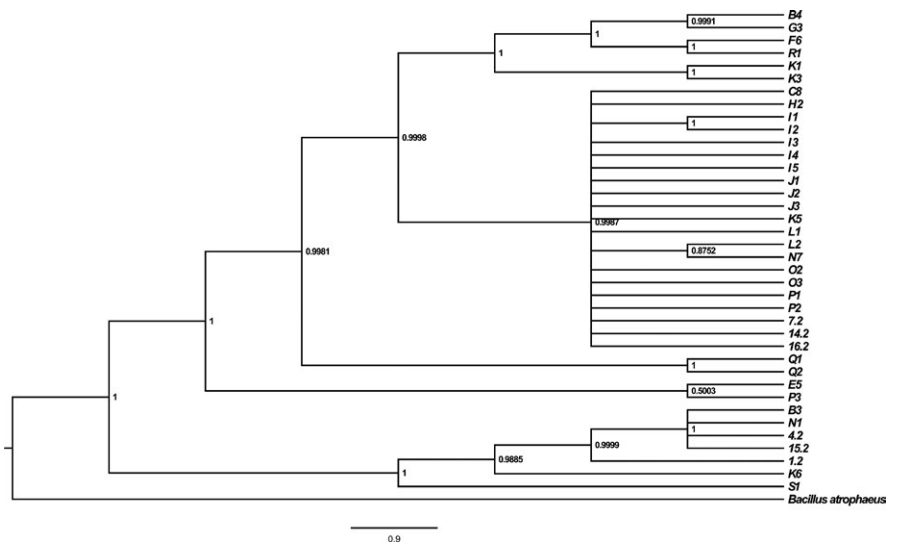 B4
0.9991
G3
1
F6
1
R1
1
K1
1
K3
C8
H2
I1
1
I2
0.9998
I3
I4
I5
J1
J2
J3
K5
0.9987
L1
L2
0.8752
N7
0.9981
O2
O3
P1
P2
7.2
1
14.2
16.2
Q1
1
Q2
E5
0.5003
P3
1
B3
N1
1
4.2
0.9999
15.2
0.9885
1.2
1
K6
S1
Bacillus atrophaeus
0.9